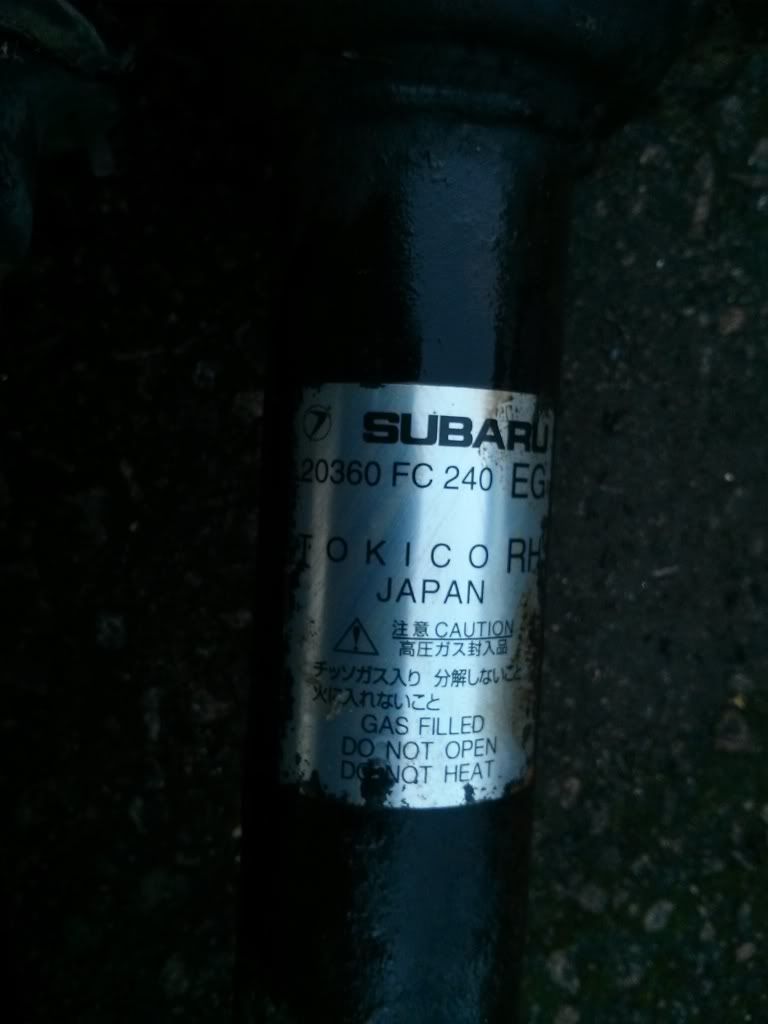 SUBARU
20360 FC 240 EG
TOKICO RH
JAPAN
注意 CAUTION
高圧ガス封入品
チッソガス入り 分解しないこと
火に入れないこと
GAS FILLED
DO NOT OPEN
DO NOT HEAT